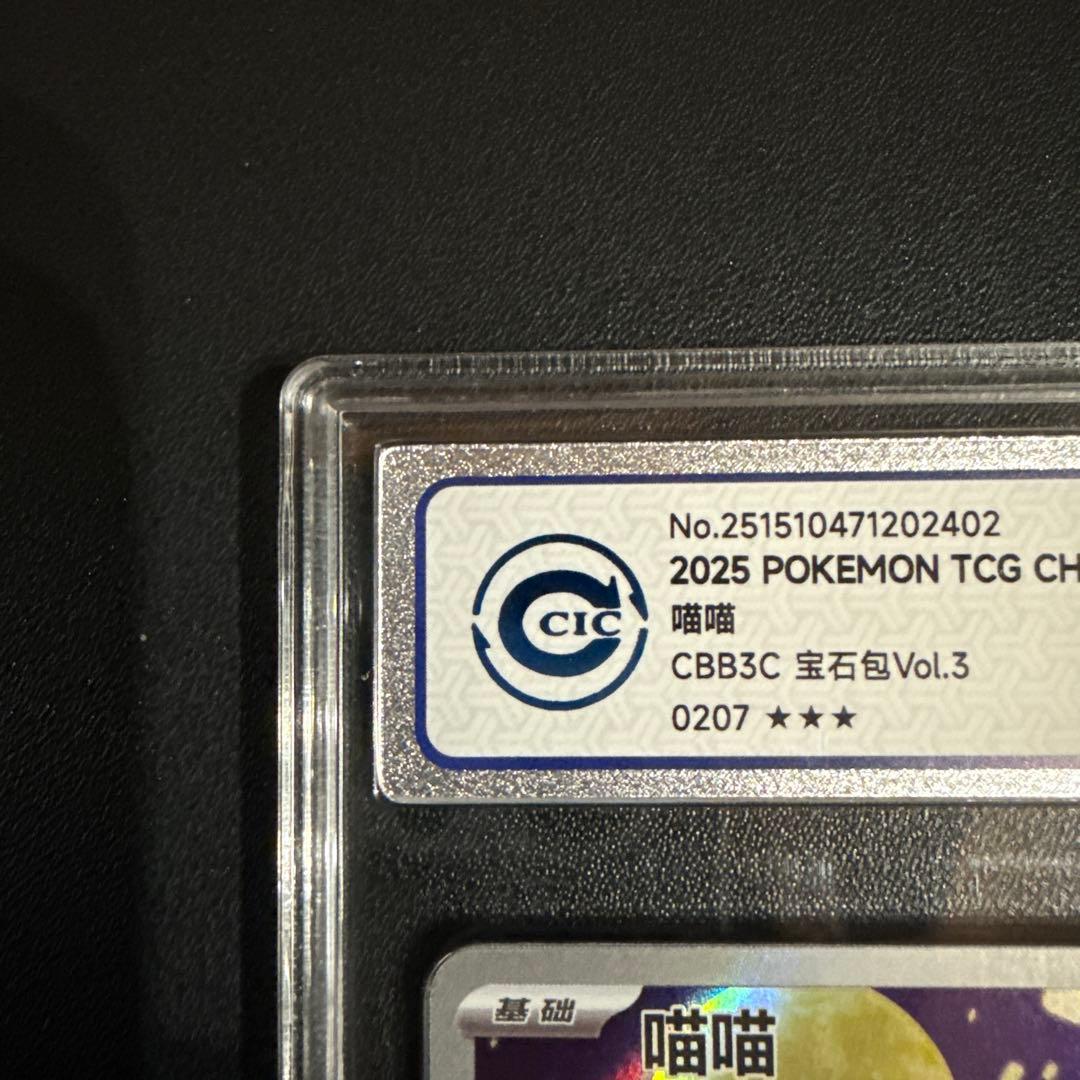 No.251510471202402
2025 POKEMON TCG CH
喵喵
CBB3C 宝石包Vol.3
0207 ★★★
CIC
基础
喵喵